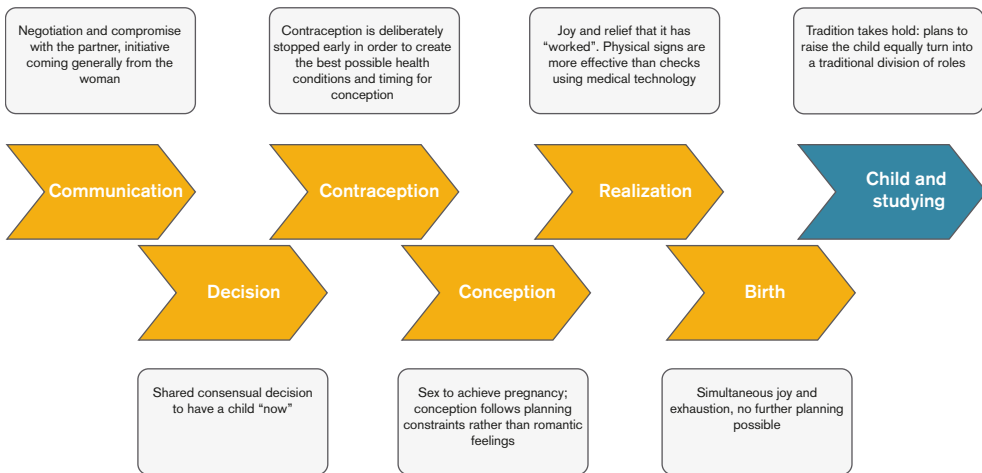 Negotiation and compromise
with the partner, initiative
coming generally from the
woman
Contraception is deliberately
stopped early in order to create
the best possible health
conditions and timing for
conception
Joy and relief that it has
“worked”. Physical signs are
more effective than checks
using medical technology
Tradition takes hold: plans to
raise the child equally turn into
a traditional division of roles
Communication
Contraception
Realization
Child and
studying
Decision
Conception
Birth
Shared consensual decision
to have a child “now”
Sex to achieve pregnancy;
conception follows planning
constraints rather than romantic
feelings
Simultaneous joy and
exhaustion, no further planning
possible